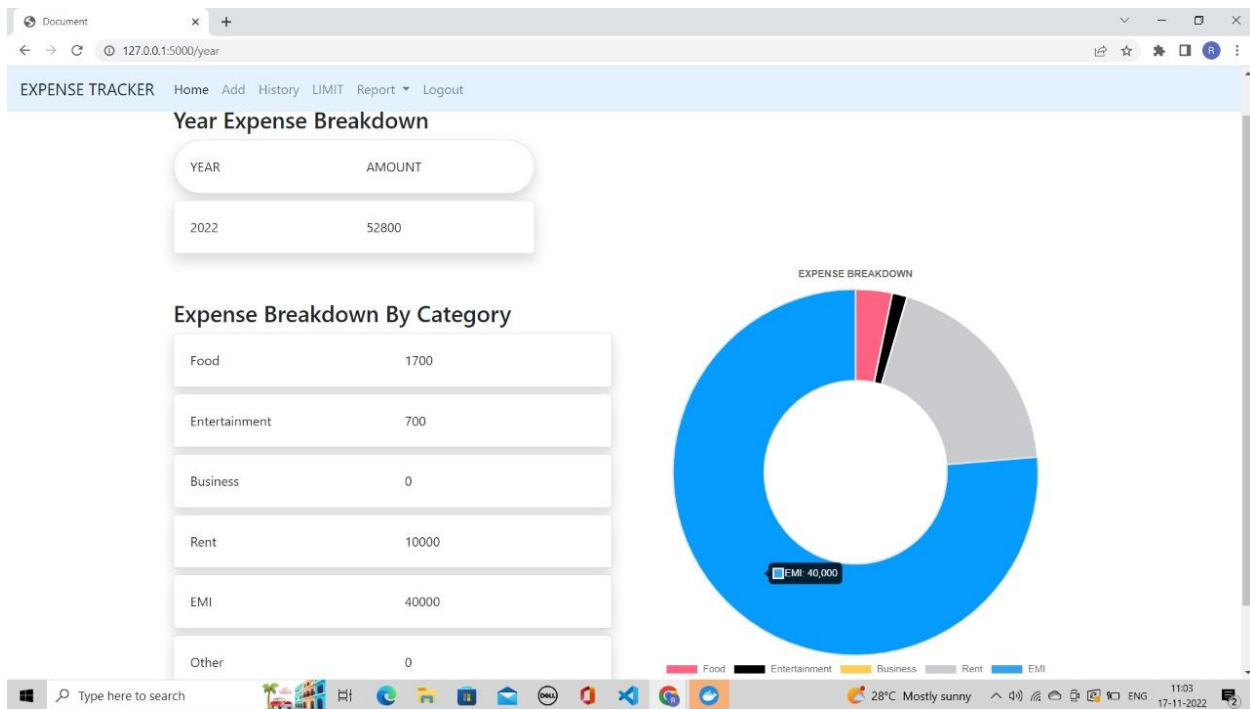 Document
127.0.0.1:5000/year
R
EXPENSE TRACKER Home Add History LIMIT Report Logout
Year Expense Breakdown
YEAR AMOUNT
2022 52800
Expense Breakdown By Category
Food 1700
Entertainment 700
Business 0
Rent 10000
EMI 40000
Other 0
EXPENSE BREAKDOWN
EMI: 40,000
Food Entertainment Business Rent EMI
Type here to search
DELL
28°C Mostly sunny ENG
11:03
17-11-2022
2